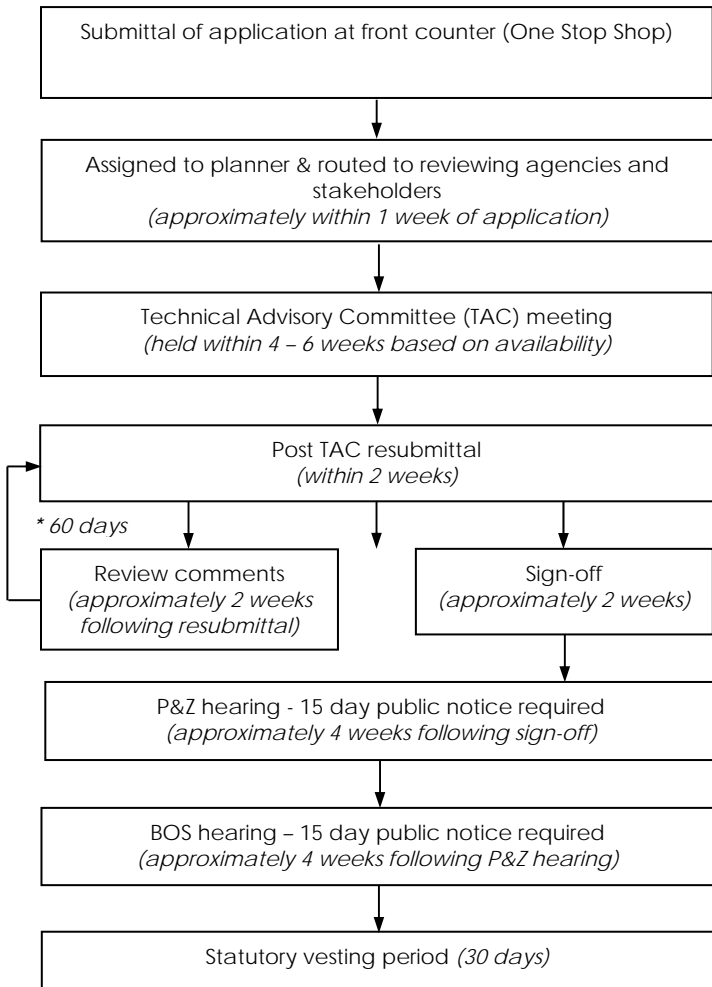 Submittal of application at front counter (One Stop Shop)
Assigned to planner & routed to reviewing agencies and
stakeholders
(approximately within 1 week of application)
Technical Advisory Committee (TAC) meeting
(held within 4 – 6 weeks based on availability)
Post TAC resubmittal
(within 2 weeks)
* 60 days
Review comments
(approximately 2 weeks
following resubmittal)
Sign-off
(approximately 2 weeks)
P&Z hearing - 15 day public notice required
(approximately 4 weeks following sign-off)
BOS hearing – 15 day public notice required
(approximately 4 weeks following P&Z hearing)
Statutory vesting period (30 days)